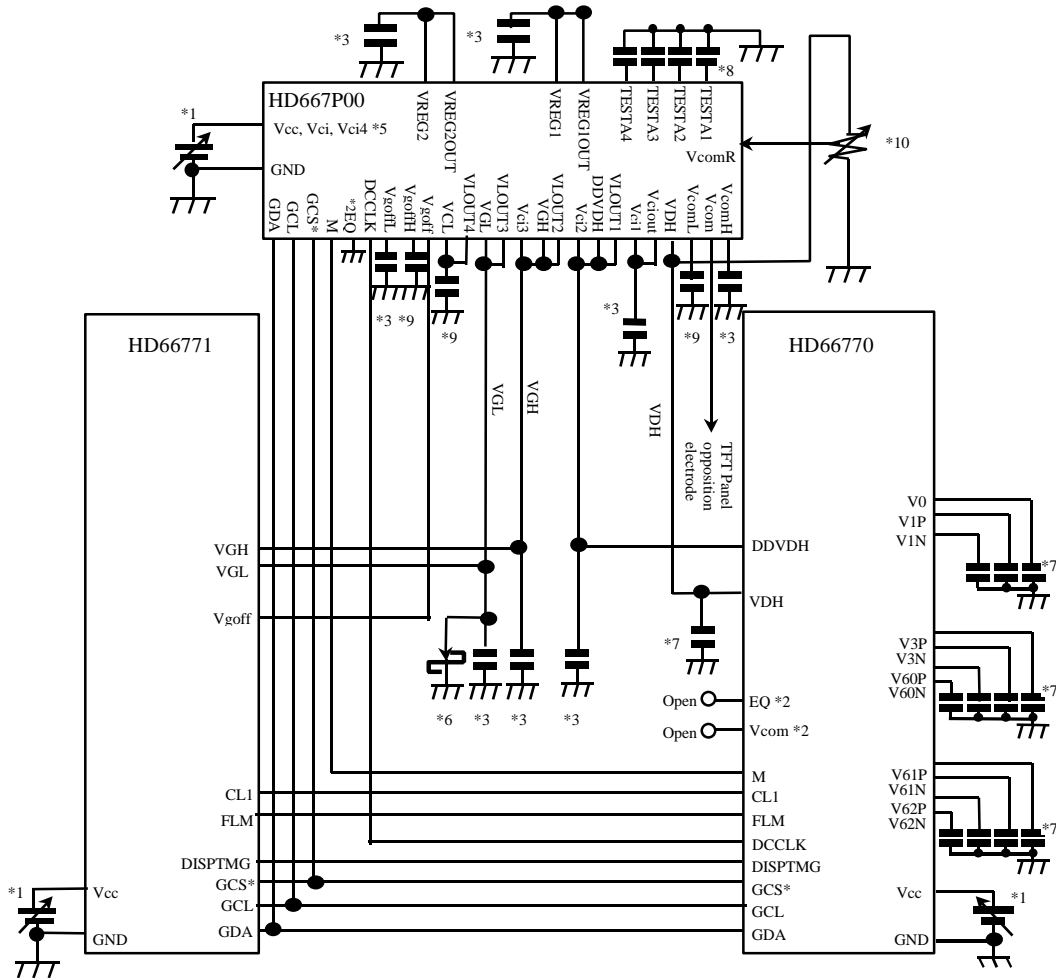 *3
*3
*8
HD667P00
VREG2
VREG2OUT
VREG1
VREG1OUT
TESTA4
TESTA3
TESTA2
TESTA1
*1
Vcc, Vci, Vci4 *5
VcomR
*10
GND
GDA
GCL
GCS*
M
*2EQ
DCCLK
VgoffL
VgoffH
Vgoff
VCL
VLOUT4
VGL
VLOUT3
Vci3
VGH
VLOUT2
Vci2
DDVDH
VLOUT1
Vci1
Vciout
VDH
VcomL
Vcom
VcomH
*3
*9
*9
*3
*9
*3
HD66771
HD66770
VGL
VGH
VDH
TFT Panel
opposition
electrode
V0
V1P
V1N
*7
VGH
VGL
DDVDH
VDH
Vgoff
*7
V3P
V3N
V60P
V60N
*7
*6
*3
*3
*3
Open
EQ *2
Open
Vcom *2
M
V61P
V61N
V62P
V62N
*7
CL1
CL1
FLM
FLM
DCCLK
DISPTMG
DISPTMG
*1
Vcc
GCS*
GCS*
Vcc
*1
GCL
GCL
GND
GDA
GDA
GND